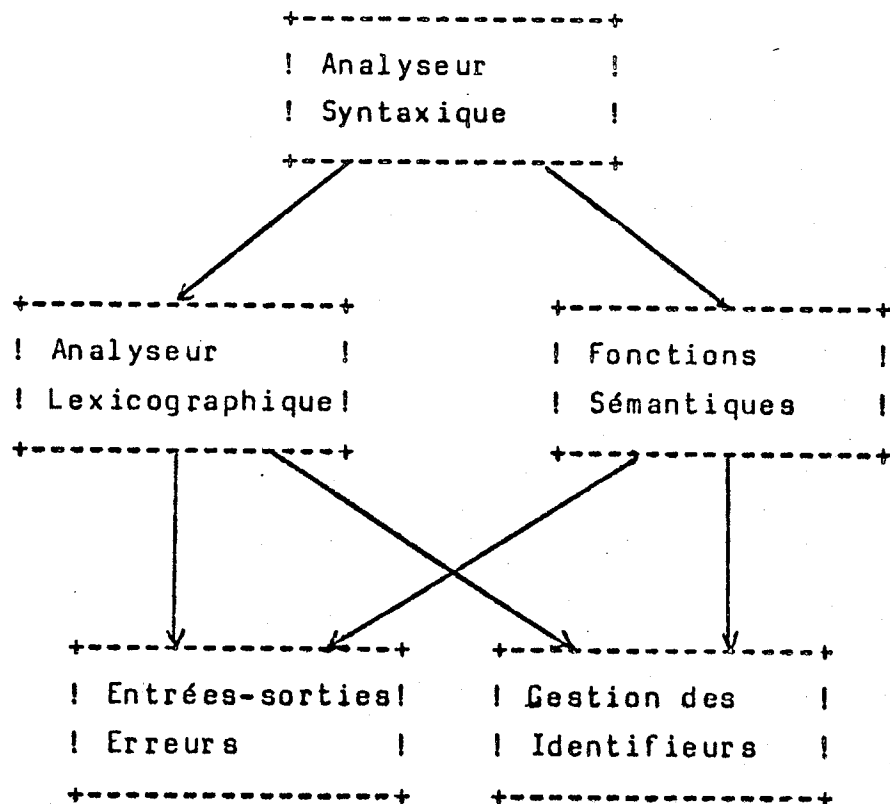 Analyseur
Syntaxique
Analyseur
Lexicographique
Fonctions
Sémantiques
Entrées-sorties
Erreurs
Gestion des
Identifieurs